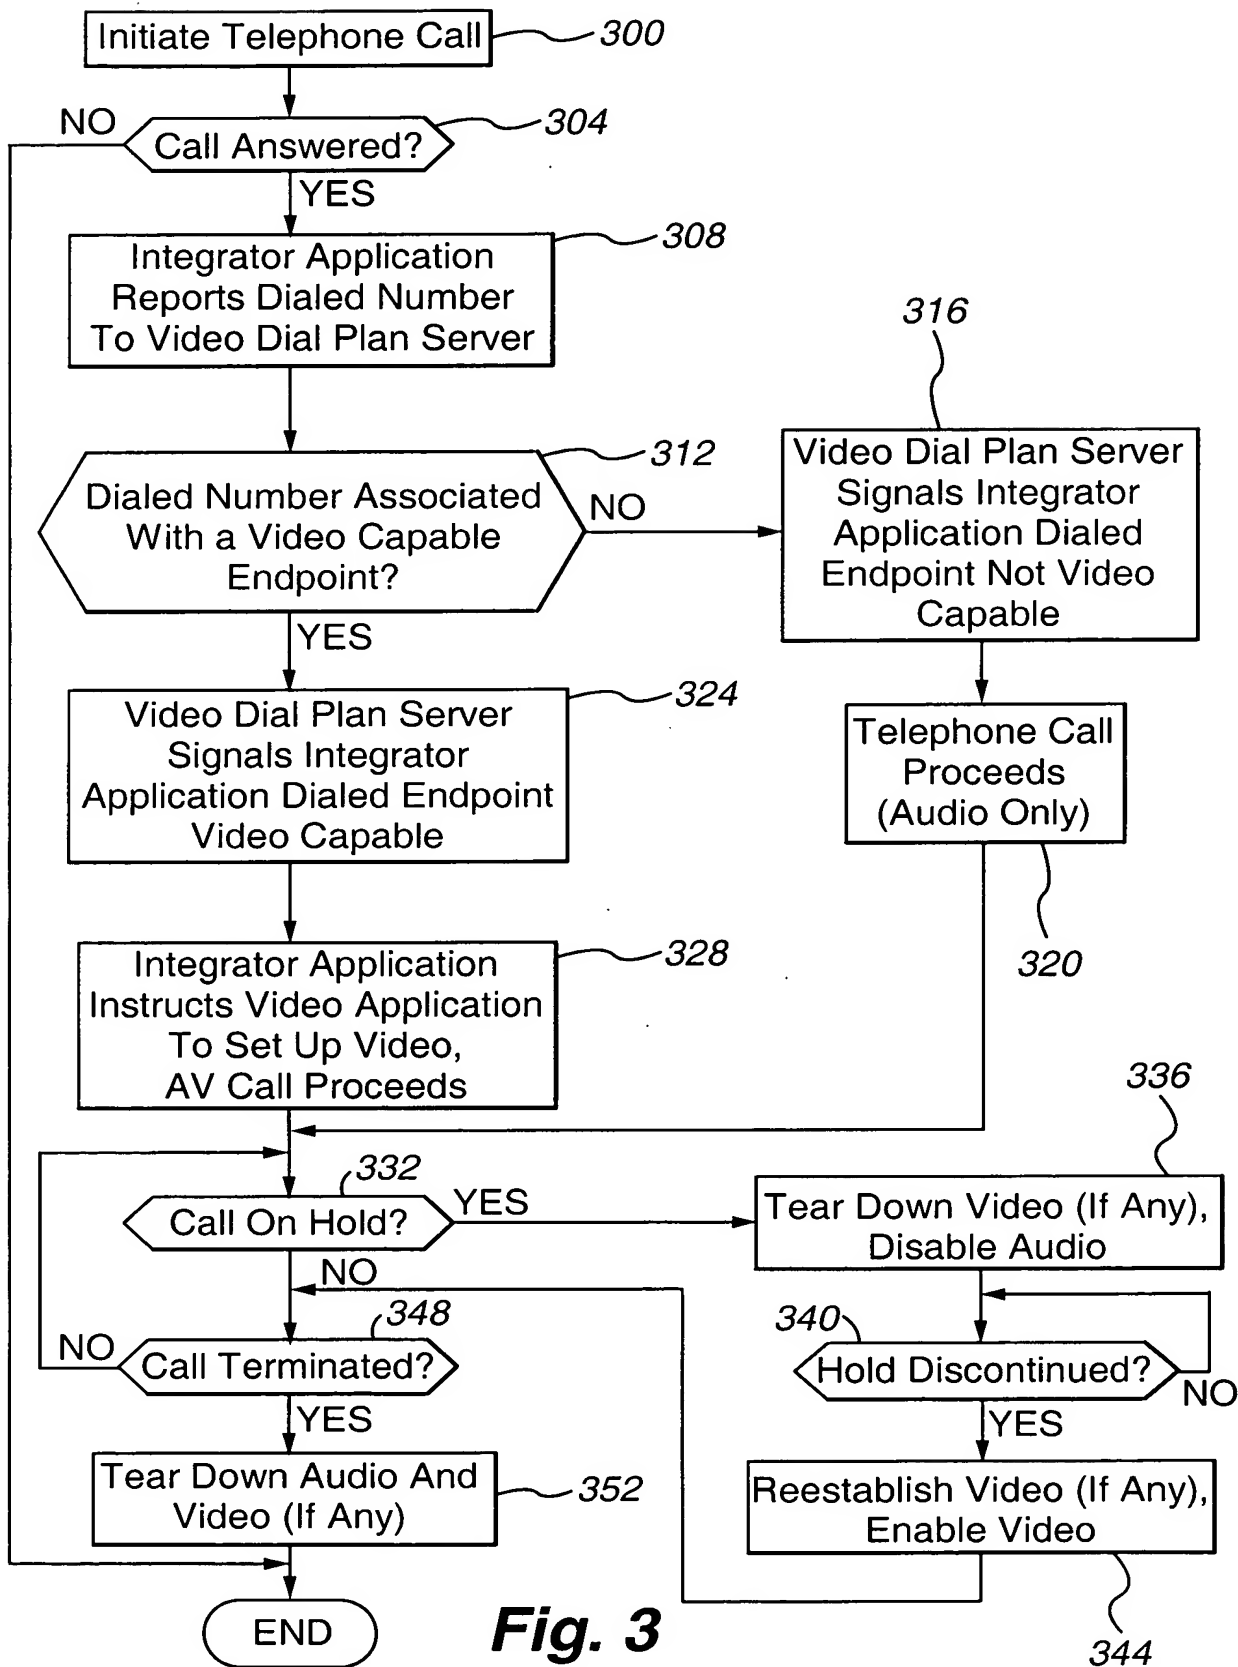 Initiate Telephone Call
300
NO
Call Answered?
304
YES
Integrator Application
Reports Dialed Number
To Video Dial Plan Server
308
316
Dialed Number Associated
With a Video Capable
Endpoint?
312
NO
Video Dial Plan Server
Signals Integrator
Application Dialed
Endpoint Not Video
Capable
YES
Video Dial Plan Server
Signals Integrator
Application Dialed Endpoint
Video Capable
324
Telephone Call
Proceeds
(Audio Only)
320
Integrator Application
Instructs Video Application
To Set Up Video,
AV Call Proceeds
328
332
Call On Hold?
YES
336
Tear Down Video (If Any),
Disable Audio
NO
348
NO
Call Terminated?
340
Hold Discontinued?
NO
YES
YES
Tear Down Audio And
Video (If Any)
352
Reestablish Video (If Any),
Enable Video
344
END
Fig. 3